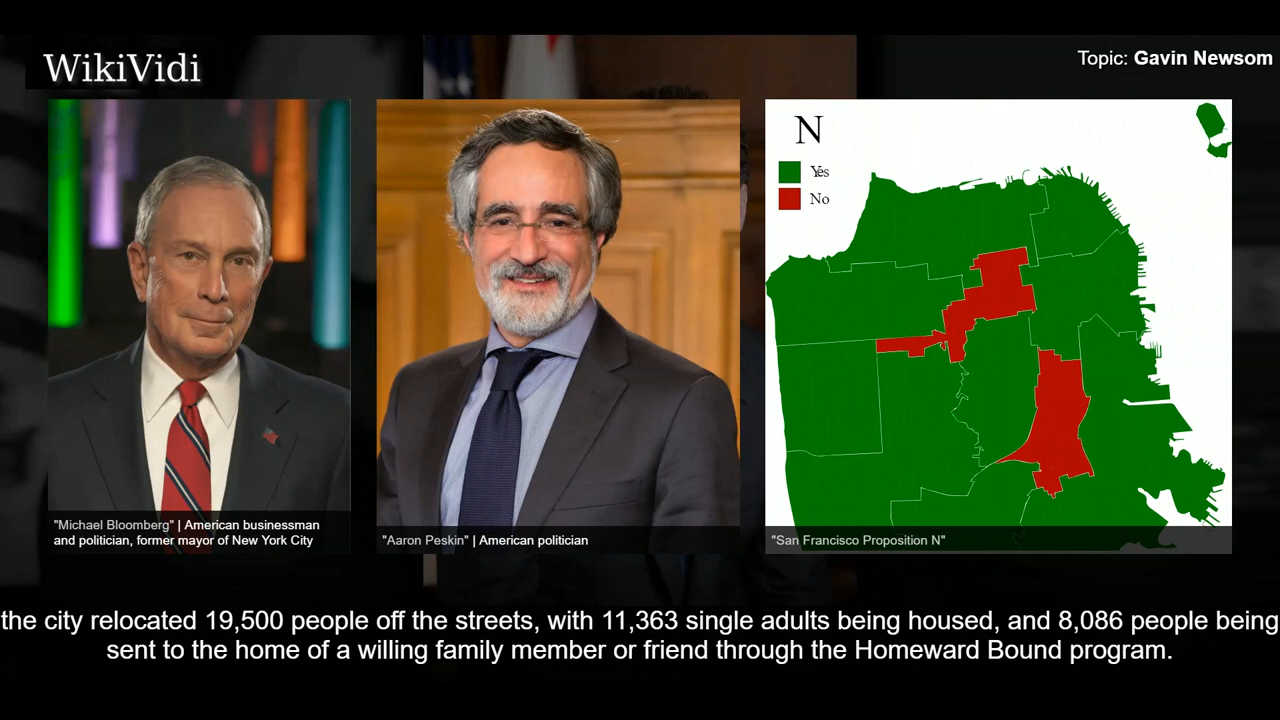 WikiVidi
Topic: Gavin Newsom
N
Yes
No
"Michael Bloomberg" | American businessman
and politician, former mayor of New York City
"Aaron Peskin" | American politician
"San Francisco Proposition N"
the city relocated 19,500 people off the streets, with 11,363 single adults being housed, and 8,086 people being
sent to the home of a willing family member or friend through the Homeward Bound program.